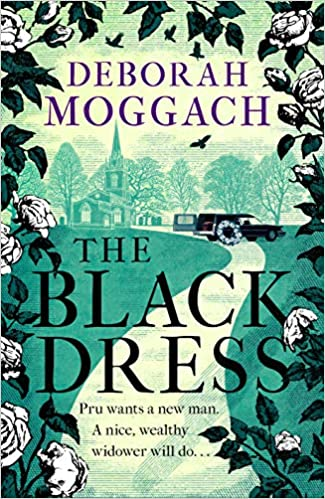 DEBORAH
MOGGACH
THE
BLACK
DRESS
Pru wants a new man.
A nice, wealthy
widower will do. . .